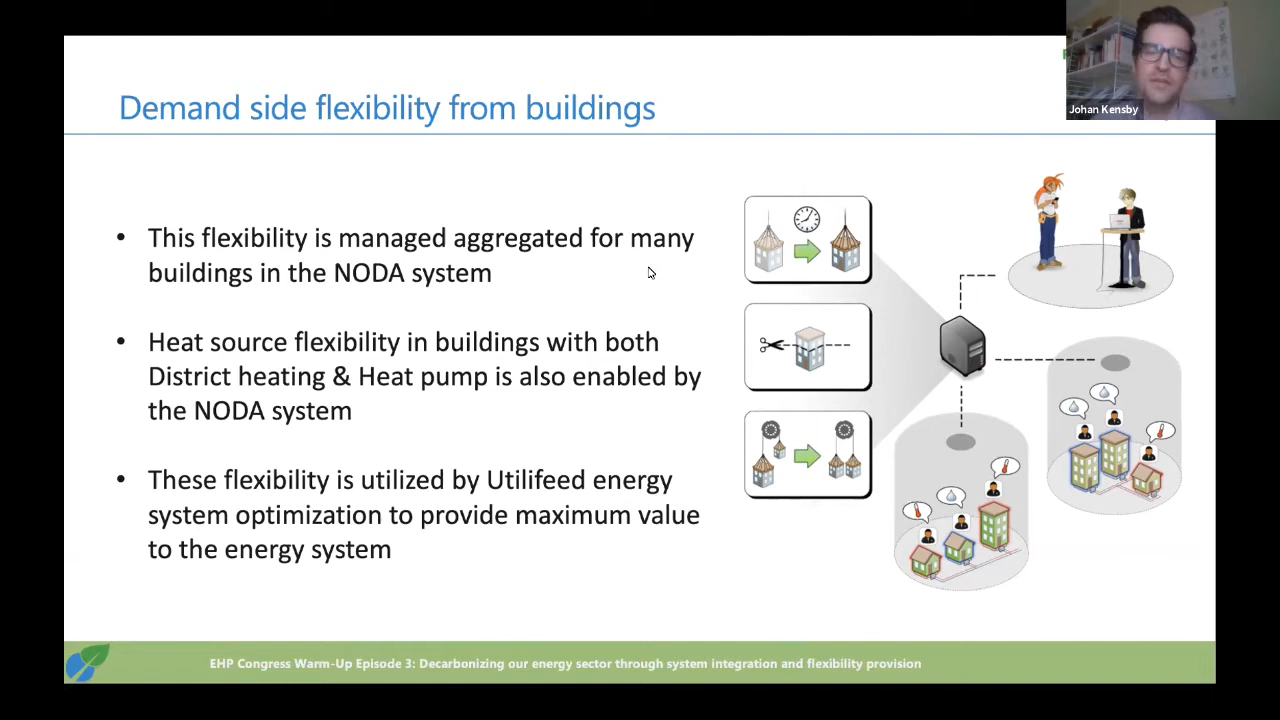 Johan Kensby
Demand side flexibility from buildings
• This flexibility is managed aggregated for many
buildings in the NODA system
• Heat source flexibility in buildings with both
District heating & Heat pump is also enabled by
the NODA system
• These flexibility is utilized by Utilifeed energy
system optimization to provide maximum value
to the energy system
EHP Congress Warm-Up Episode 3: Decarbonizing our energy sector through system integration and flexibility provision